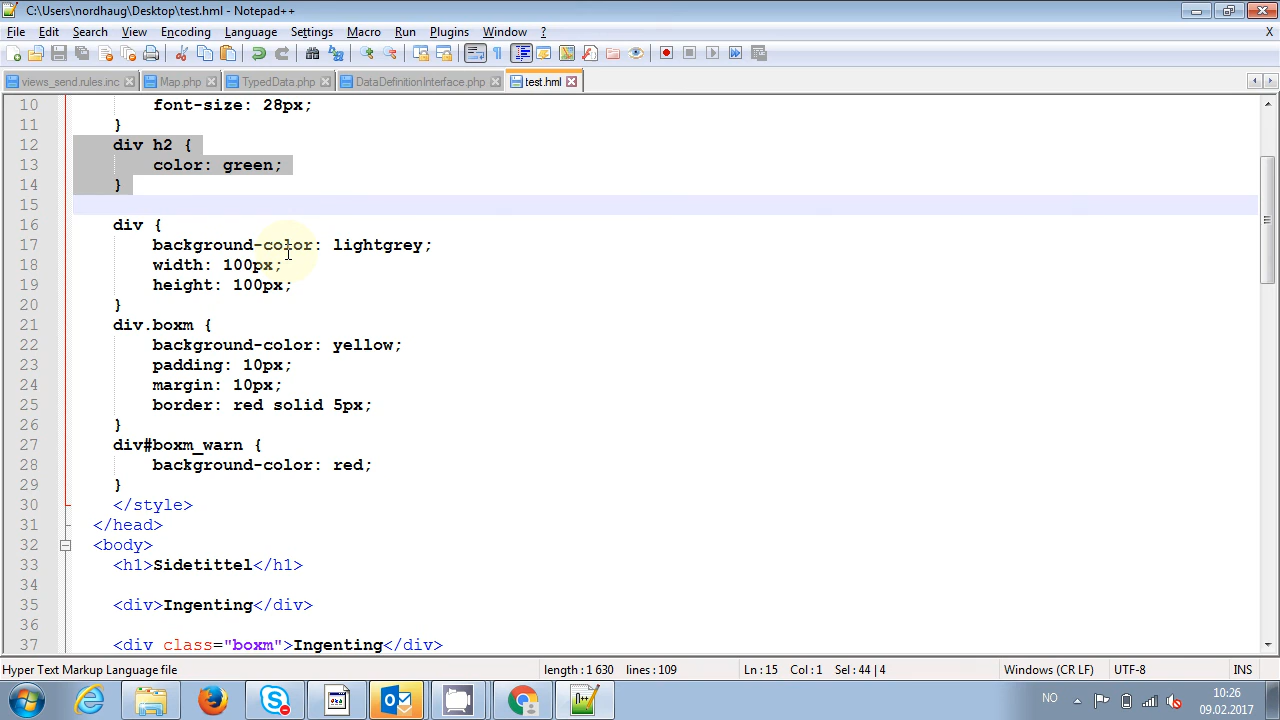 C:\Users\nordhaug\Desktop\test.hml - Notepad++
File Edit Search View Encoding Language Settings Macro Run Plugins Window ? X
views_send.rules.inc Map.php TypedData.php DataDefinitionInterface.php test.hml
10 font-size: 28px;
11 }
12 div h2 {
13 color: green;
14 }
15
16 div {
17 background-color: lightgrey;
18 width: 100px;
19 height: 100px;
20 }
21 div.boxm {
22 background-color: yellow;
23 padding: 10px;
24 margin: 10px;
25 border: red solid 5px;
26 }
27 div#boxm_warn {
28 background-color: red;
29 }
30 </style>
31 </head>
32 <body>
33 <h1>Sidetittel</h1>
34
35 <div>Ingenting</div>
36
37 <div class="boxm">Ingenting</div>
Hyper Text Markup Language file length : 1 630 lines : 109 Ln : 15 Col : 1 Sel : 44 | 4 Windows (CR LF) UTF-8 INS
NO 10:26
09.02.2017